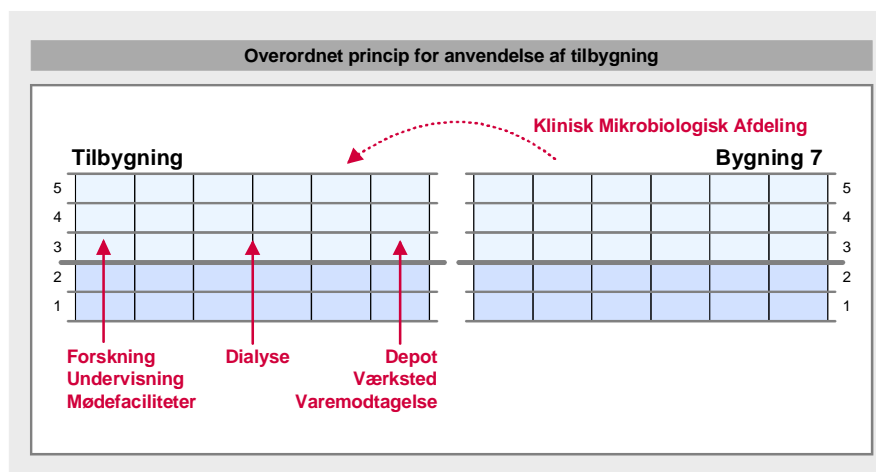 Overordnet princip for anvendelse af tilbygning
Klinisk Mikrobiologisk Afdeling
Tilbygning
Bygning 7
5
4
3
2
1
5
4
3
2
1
Forskning
Undervisning
Mødefaciliteter
Dialyse
Depot
Værksted
Varemodtagelse